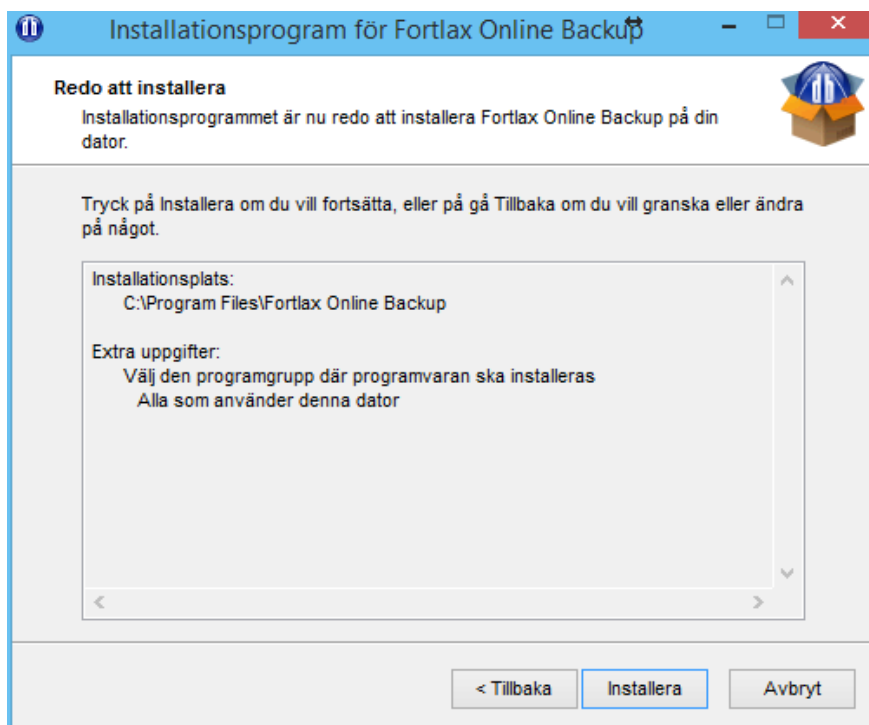 Installationsprogram för Fortlax Online Backup
Redo att installera
Installationsprogrammet är nu redo att installera Fortlax Online Backup på din
dator.
db
Tryck på Installera om du vill fortsätta, eller på gå Tillbaka om du vill granska eller ändra
på något.
Installationsplats:
C:\Program Files\Fortlax Online Backup
Extra uppgifter:
Välj den programgrupp där programvaran ska installeras
Alla som använder denna dator
< Tillbaka
Installera
Avbryt